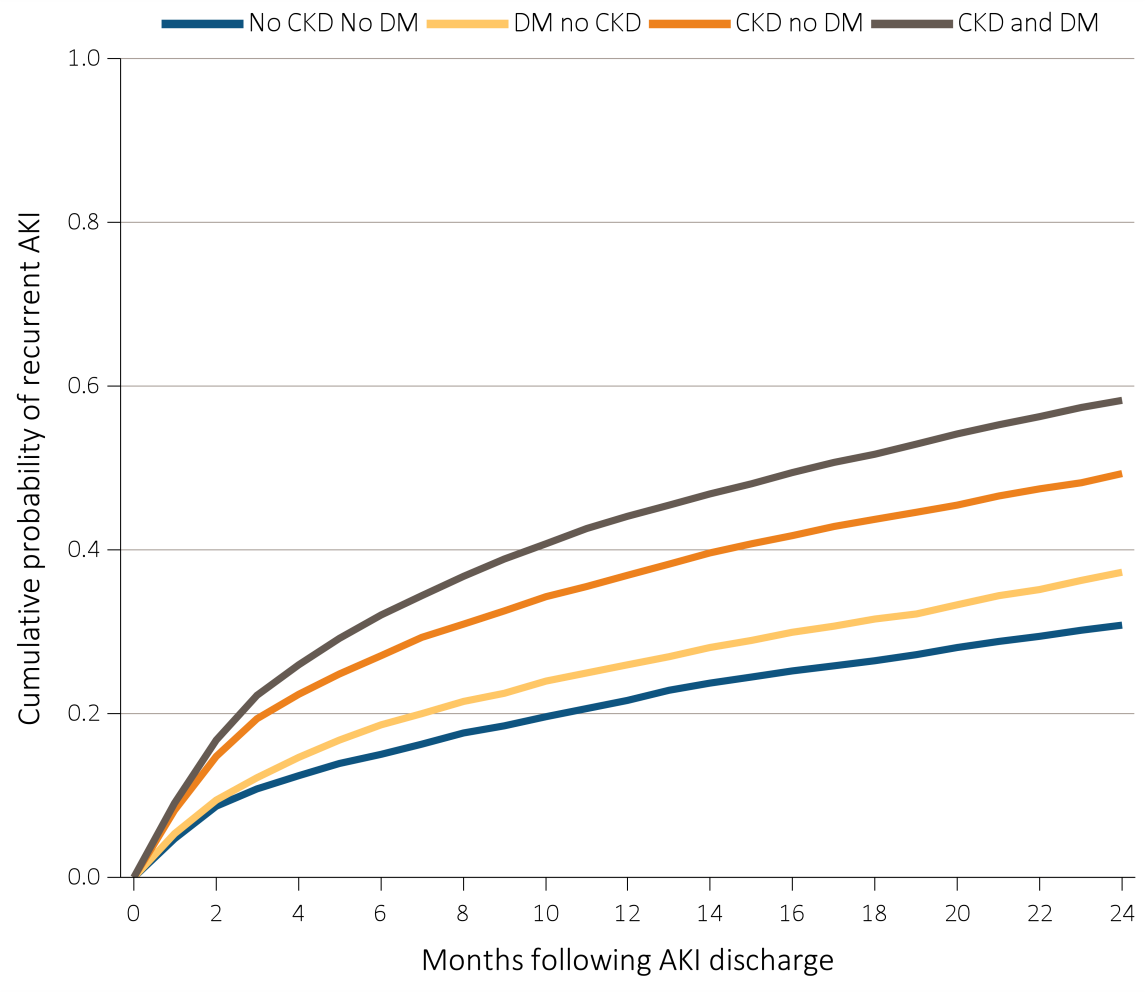 No CKD No DM DM no CKD CKD no DM CKD and DM
1.0
0.8
0.6
0.4
0.2
0.0
Cumulative probability of recurrent AKI
0 2 4 6 8 10 12 14 16 18 20 22 24
Months following AKI discharge